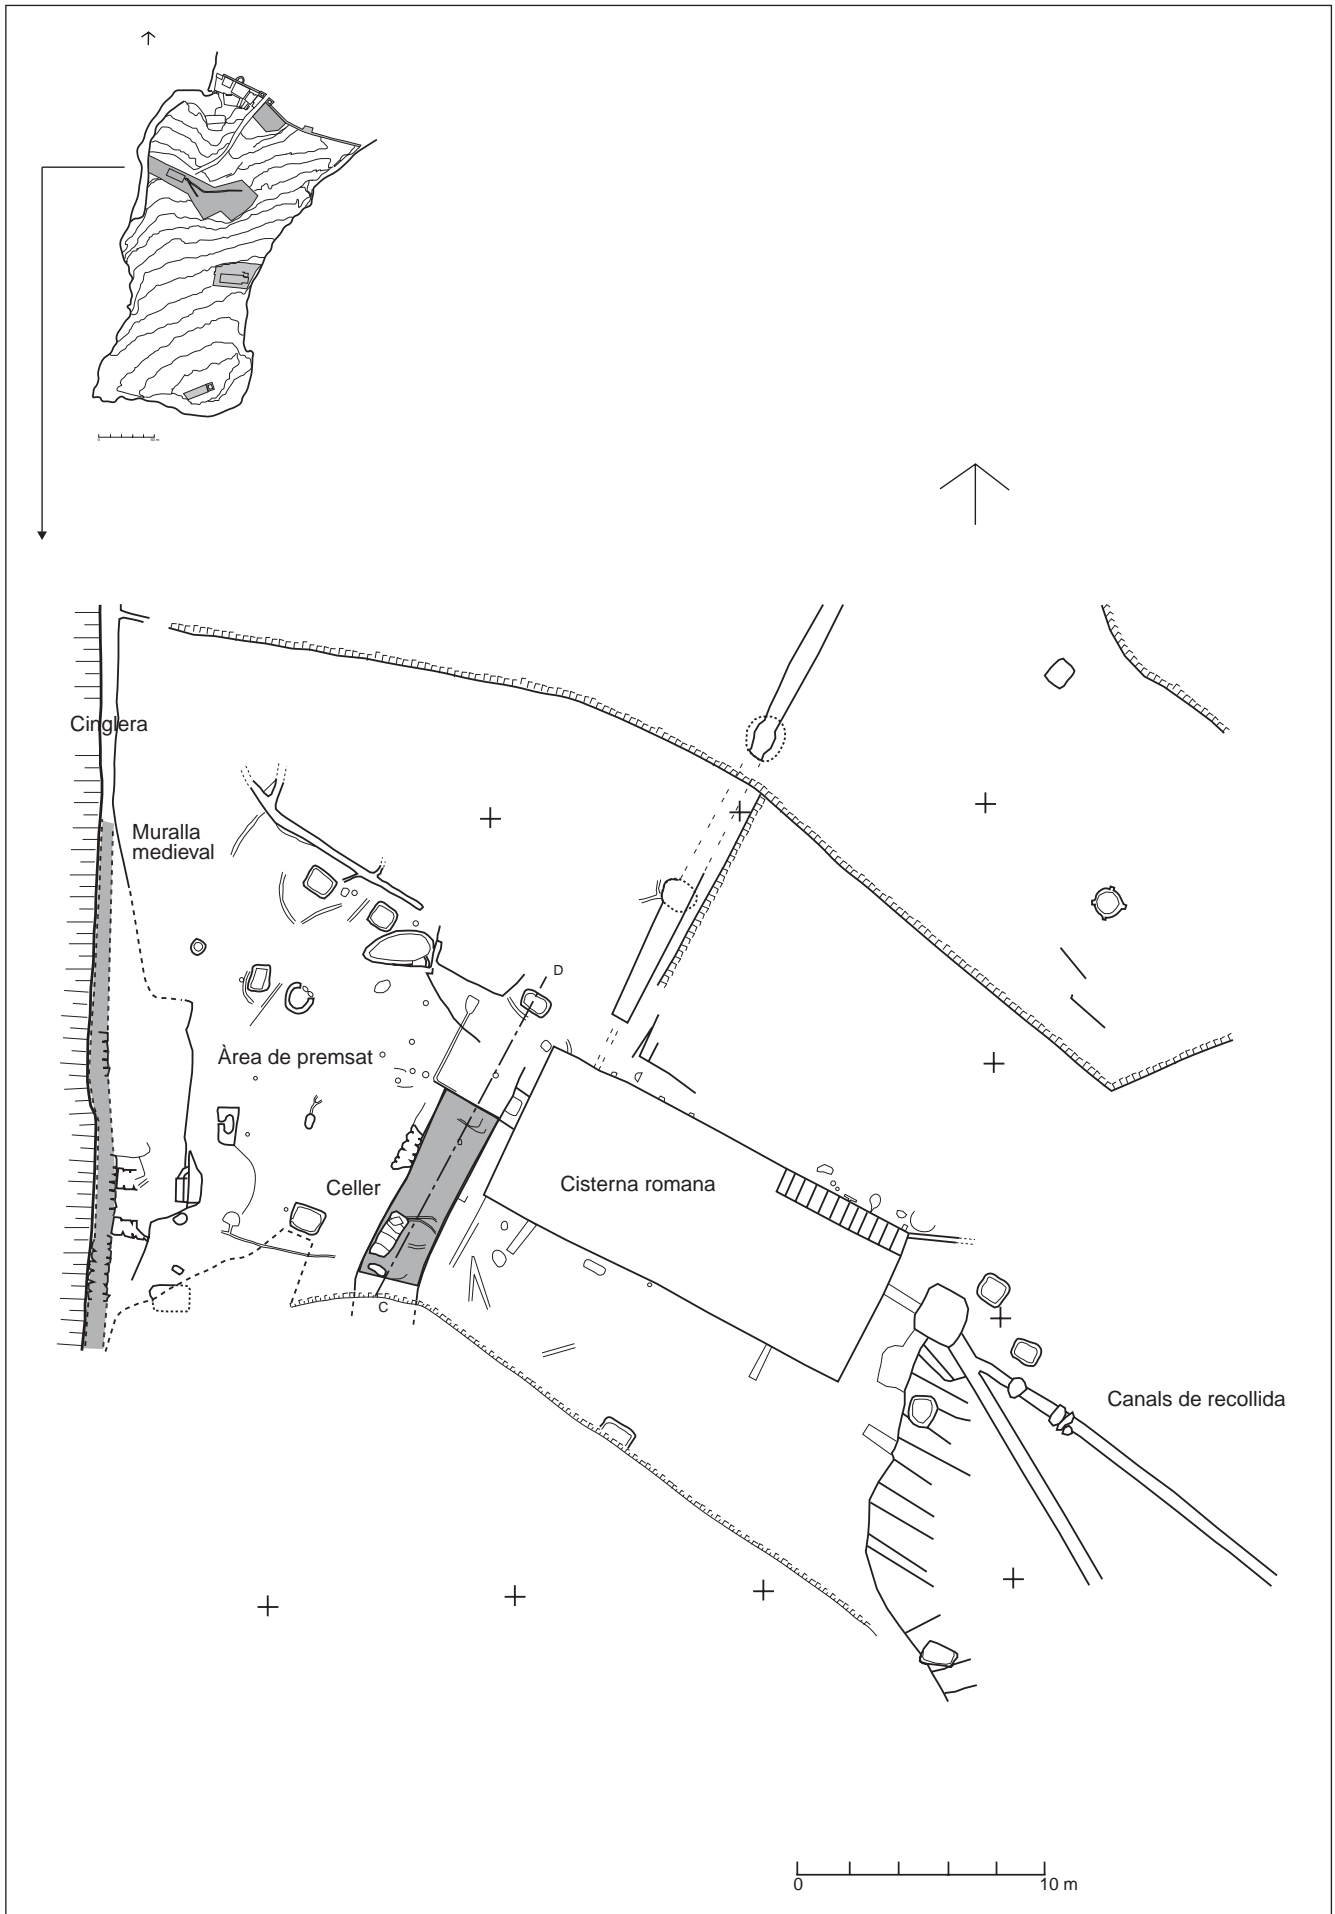 Cinglera
Muralla
medieval
D
Àrea de premsat
Celler
Cisterna romana
C
Canals de recollida
0
10 m